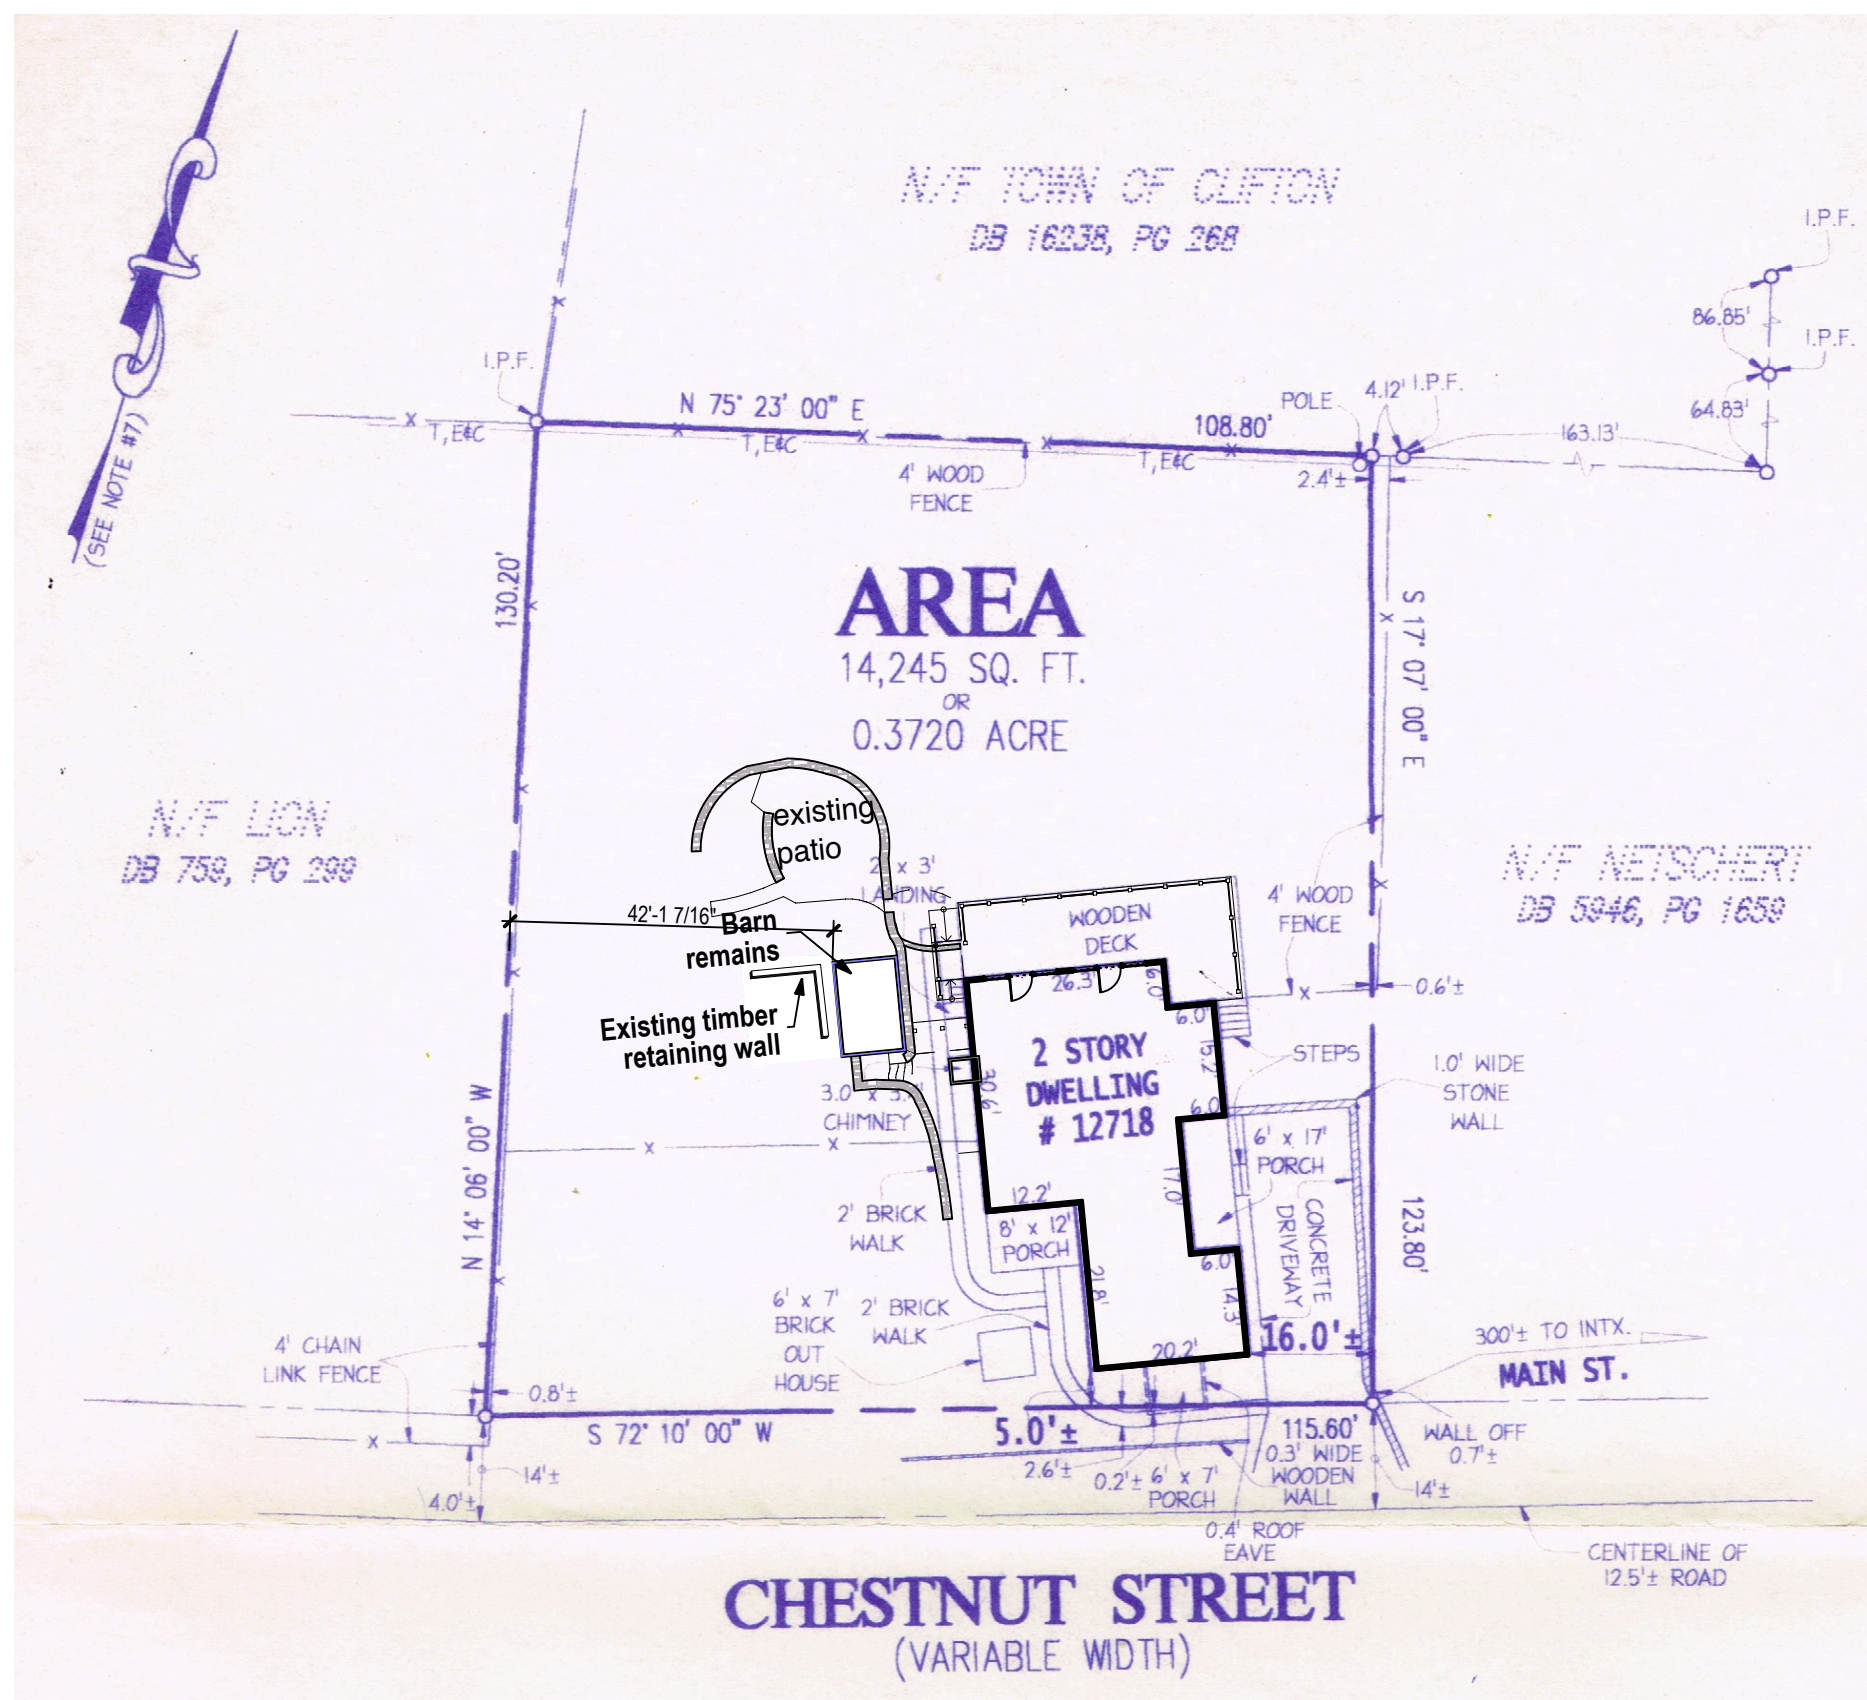 N/F TOWN OF CLIFTON
DB 16238, PG 268
I.P.F.
86.85'
I.P.F.
64.83'
I.P.F.
N 75° 23' 00" E
T,E&C
T,E&C
4' WOOD
FENCE
108.80'
T,E&C
POLE
4.12'
I.P.F.
2.4'±
163.13'
(SEE NOTE #7)
130.20'
AREA
14,245 SQ. FT.
OR
0.3720 ACRE
S 17° 07' 00" E
N/F LION
DB 759, PG 299
existing
patio
2' x 3'
LANDING
42'-1 7/16"
Barn
remains
Existing timber
retaining wall
WOODEN
DECK
4' WOOD
FENCE
N/F NETSCHERT
DB 5946, PG 1659
0.6'±
26.3'
6.0'
6.0'
15.2'
6.0'
30.6'
2 STORY
DWELLING
# 12718
STEPS
1.0' WIDE
STONE
WALL
CHIMNEY
6' x 17'
PORCH
17.0'
CONCRETE
DRIVEWAY
N 14° 06' 00" W
123.80'
2' BRICK
WALK
12.2'
8' x 12'
PORCH
21.8'
6.0'
14.3'
6' x 7'
BRICK
OUT
HOUSE
2' BRICK
WALK
20.2'
16.0'±
300'± TO INTX.
MAIN ST.
4' CHAIN
LINK FENCE
0.8'±
S 72° 10' 00" W
5.0'±
115.60'
WALL OFF
0.7'±
14'±
4.0'±
2.6'±
0.2'±
6' x 7'
PORCH
0.3' WIDE
WOODEN
WALL
14'±
0.4' ROOF
EAVE
CENTERLINE OF
12.5'± ROAD
CHESTNUT STREET
(VARIABLE WIDTH)